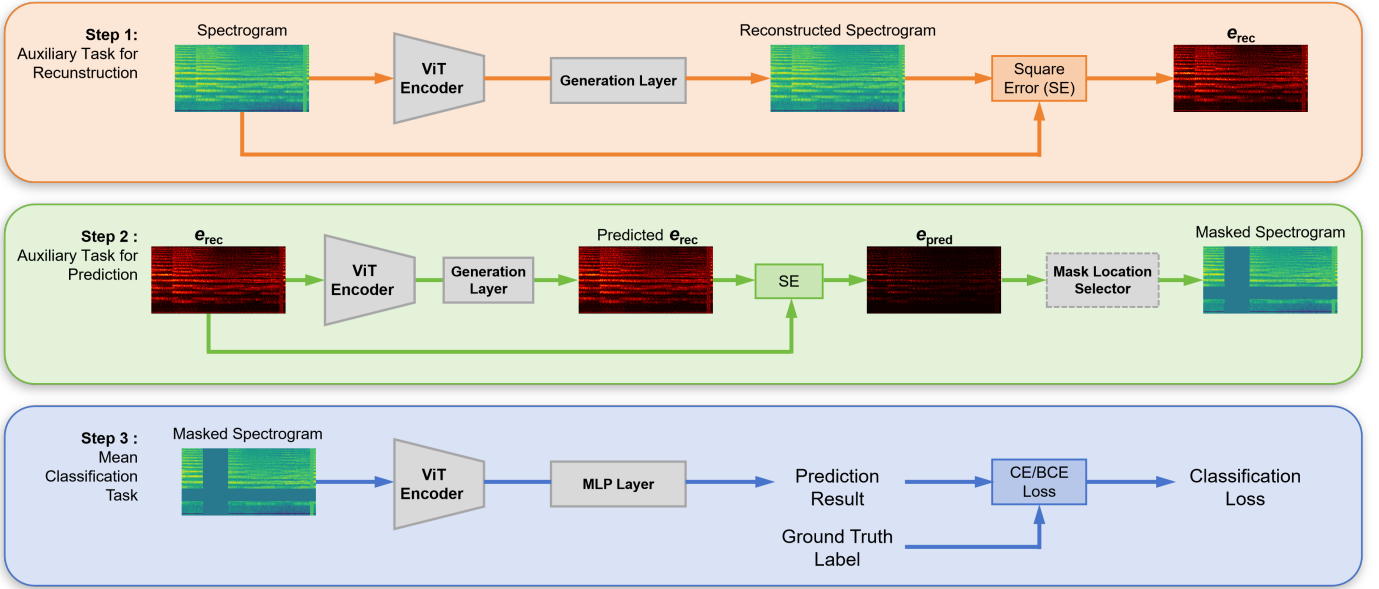 Step 1:
Auxiliary Task for
Recunstruction
Spectrogram
ViT
Encoder
Generation Layer
Reconstructed Spectrogram
Square
Error (SE)
erec
Step 2 :
Auxiliary Task for
Prediction
erec
ViT
Encoder
Generation
Layer
Predicted erec
SE
epred
Mask Location
Selector
Masked Spectrogram
Step 3 :
Mean
Classification
Task
Masked Spectrogram
ViT
Encoder
MLP Layer
Prediction
Result
Ground Truth
Label
CE/BCE
Loss
Classification
Loss